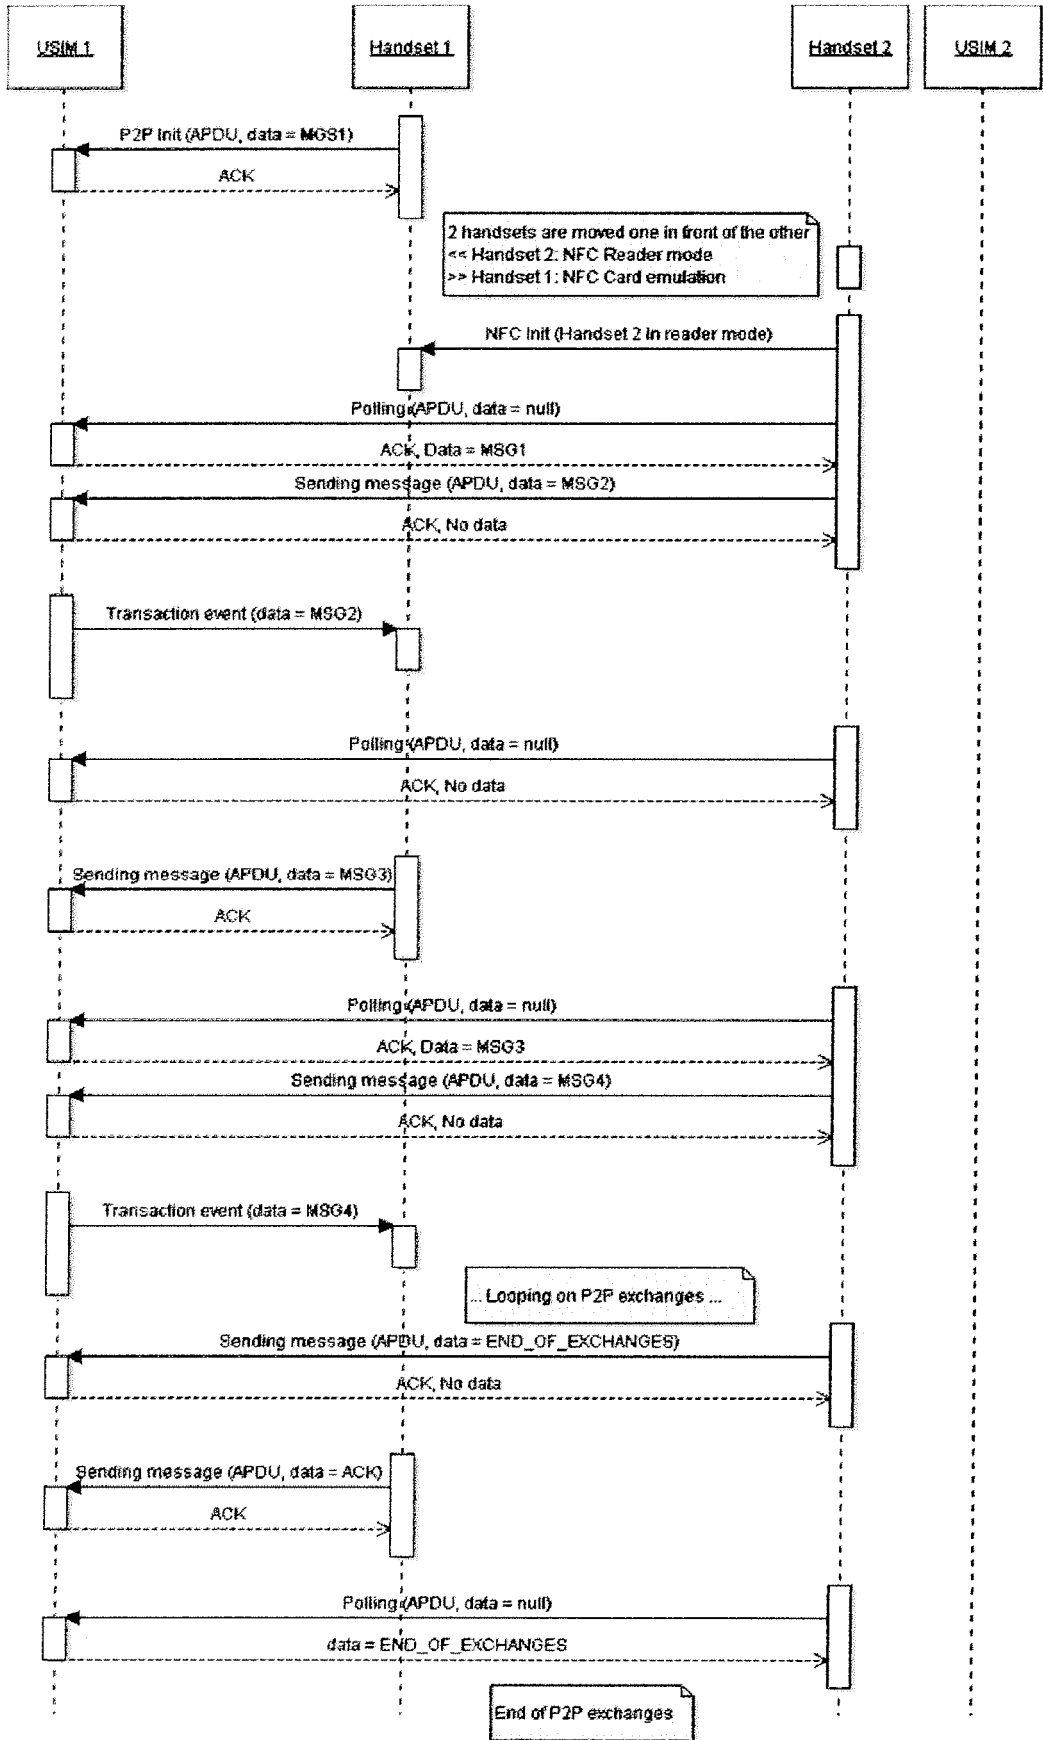 USIM 1
Handset 1
Handset 2
USIM 2
P2P Init (APDU, data = MGS1)
ACK
2 handsets are moved one in front of the other
<< Handset 2: NFC Reader mode
>> Handset 1: NFC Card emulation
NFC Init (Handset 2 in reader mode)
Polling (APDU, data = null)
ACK, Data = MSG1
Sending message (APDU, data = MSG2)
ACK, No data
Transaction event (data = MSG2)
Polling (APDU, data = null)
ACK, No data
Sending message (APDU, data = MSG3)
ACK
Polling (APDU, data = null)
ACK, Data = MSG3
Sending message (APDU, data = MSG4)
ACK, No data
Transaction event (data = MSG4)
... Looping on P2P exchanges ...
Sending message (APDU, data = END_OF_EXCHANGES)
ACK, No data
Sending message (APDU, data = ACK)
ACK
Polling (APDU, data = null)
data = END_OF_EXCHANGES
End of P2P exchanges